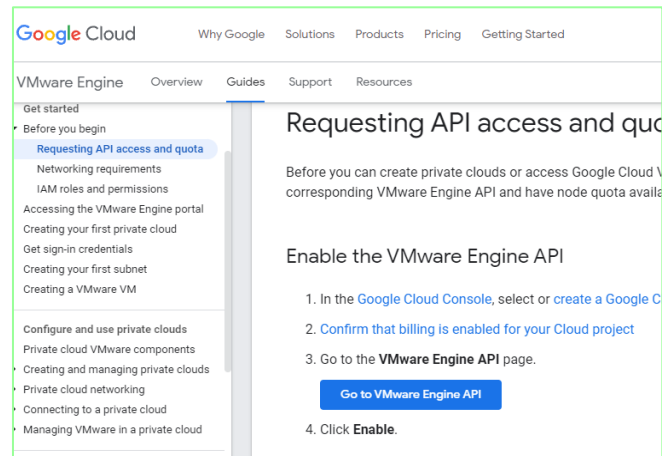 Google Cloud Why Google Solutions Products Pricing Getting Started
VMware Engine Overview Guides Support Resources
Get started
Before you begin
Requesting API access and quota
Networking requirements
IAM roles and permissions
Accessing the VMware Engine portal
Creating your first private cloud
Get sign-in credentials
Creating your first subnet
Creating a VMware VM
Configure and use private clouds
Private cloud VMware components
Creating and managing private clouds
Private cloud networking
Connecting to a private cloud
Managing VMware in a private cloud
Requesting API access and quo
Before you can create private clouds or access Google Cloud V
corresponding VMware Engine API and have node quota availa
Enable the VMware Engine API
1. In the Google Cloud Console, select or create a Google C
2. Confirm that billing is enabled for your Cloud project
3. Go to the VMware Engine API page.
Go to VMware Engine API
4. Click Enable.